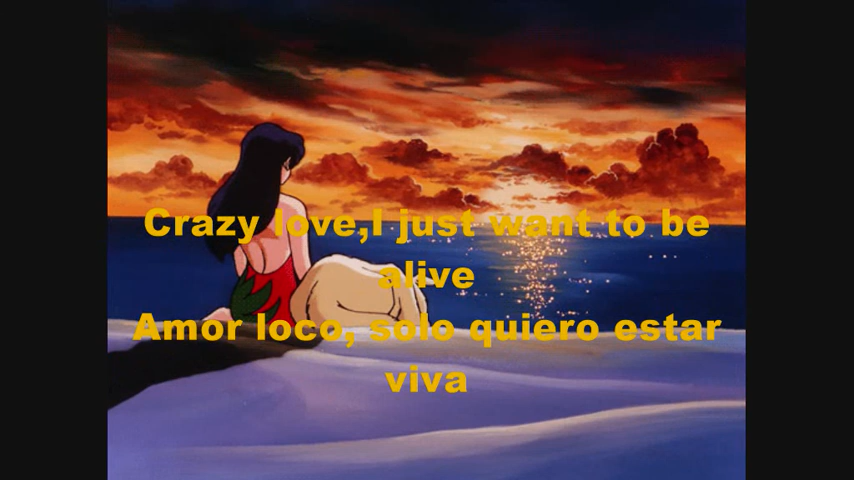 Crazy love,I just want to be
alive
Amor loco, solo quiero estar
viva